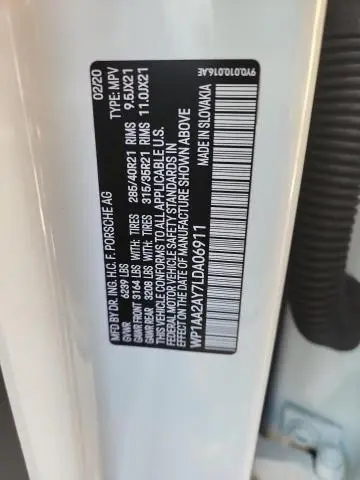 9Y0.010.016.AE
MFD.BY DR. ING. H.C. F. PORSCHE AG 02/20
GVWR 6289 LBS TYPE: MPV
GAWR FRONT 3164 LBS WITH: TIRES 285/40R21 RIMS 9.5JX21
GAWR REAR 3208 LBS WITH: TIRES 315/35R21 RIMS 11.0JX21
THIS VEHICLE CONFORMS TO ALL APPLICABLE U.S.
FEDERAL MOTOR VEHICLE SAFETY STANDARDS IN
EFFECT ON THE DATE OF MANUFACTURE SHOWN ABOVE
WP1AA2AY7LDA06911 MADE IN SLOVAKIA